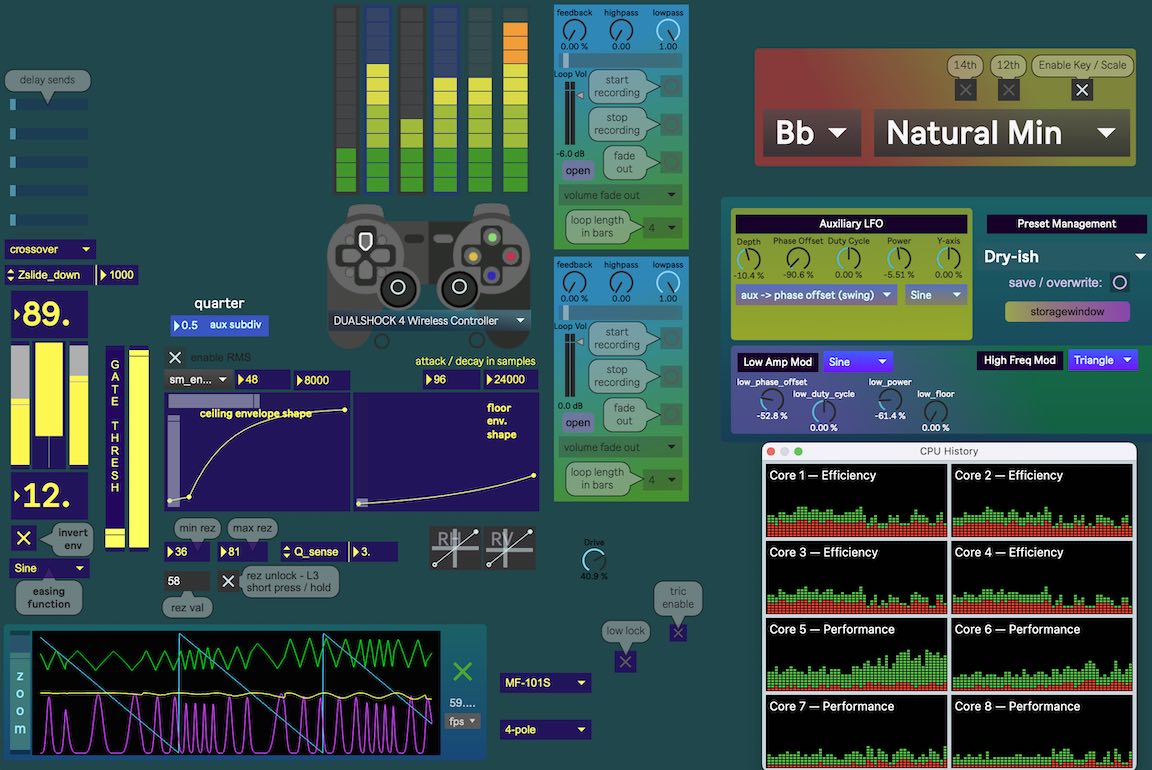 delay sends
crossover
Zslide_down
1000
89.
12.
invert
env
Sine
easing
function
GATE THRESH
quarter
0.5 aux subdiv
enable RMS
sm_en...
48
8000
ceiling envelope shape
attack / decay in samples
96
24000
floor
env.
shape
min rez
max rez
36
81
Q_sense
3.
58
rez val
rez unlock - L3
short press / hold
RH
RV
DUALSHOCK 4 Wireless Controller
zoom
59....
fps
MF-101S
4-pole
feedback
highpass
lowpass
0.00 %
0.00
1.00
Loop Vol
start
recording
stop
recording
-6.0 dB
open
fade
out
volume fade out
loop length
in bars
4
feedback
highpass
lowpass
0.00 %
0.00
1.00
Loop Vol
start
recording
stop
recording
0.0 dB
open
fade
out
volume fade out
loop length
in bars
4
Drive
40.9 %
tric
enable
low lock
14th
12th
Enable Key / Scale
Bb
Natural Min
Auxiliary LFO
Depth
Phase Offset
Duty Cycle
Power
Y-axis
-10.4 %
-90.6 %
0.00 %
-5.51 %
0.00 %
aux -> phase offset (swing)
Sine
Preset Management
Dry-ish
save / overwrite:
storagewindow
Low Amp Mod
Sine
low_phase_offset
low_duty_cycle
low_power
low_floor
-52.8 %
0.00 %
-61.4 %
0.00 %
High Freq Mod
Triangle
CPU History
Core 1 — Efficiency
Core 2 — Efficiency
Core 3 — Efficiency
Core 4 — Efficiency
Core 5 — Performance
Core 6 — Performance
Core 7 — Performance
Core 8 — Performance